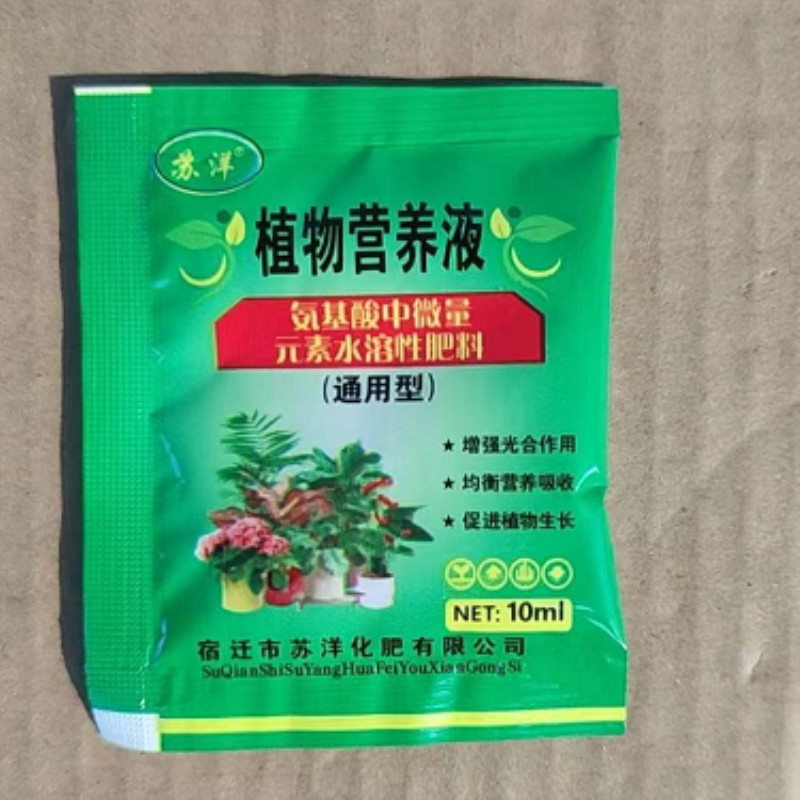 苏洋®
植物营养液
氨基酸中微量
元素水溶性肥料
(通用型)
★ 增强光合作用
★ 均衡营养吸收
★ 促进植物生长
NET: 10ml
宿迁市苏洋化肥有限公司
SuQianShiSuYangHuaFeiYouXianGongSi